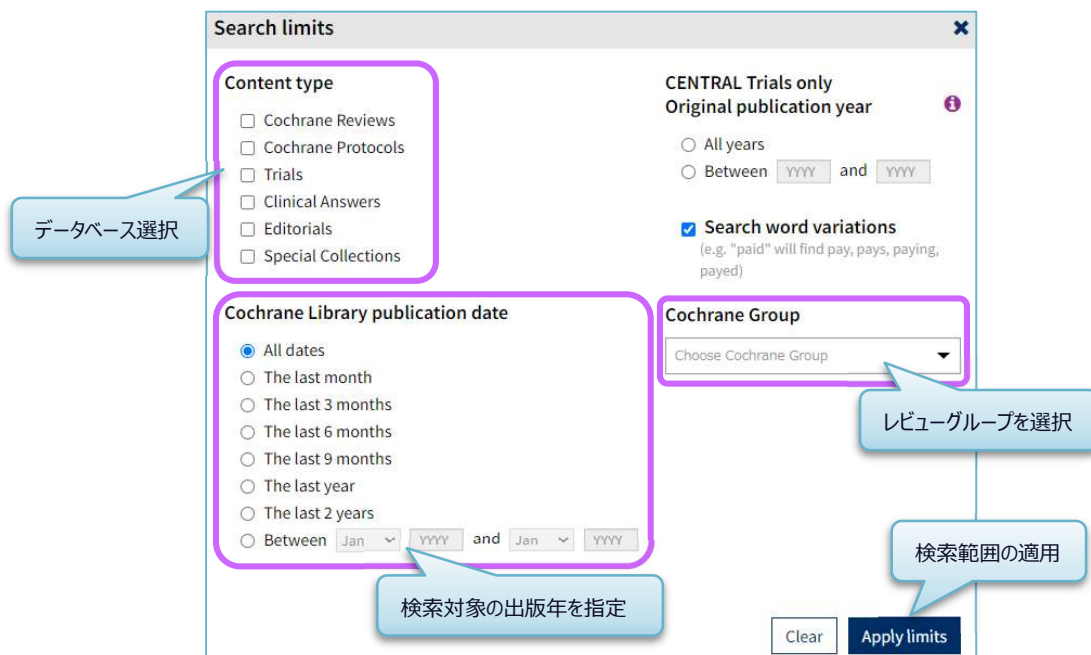 Search limits
Content type
Cochrane Reviews
Cochrane Protocols
Trials
Clinical Answers
Editorials
Special Collections
データベース選択
CENTRAL Trials only
Original publication year
All years
Between YYYY and YYYY
Search word variations
(e.g. "paid" will find pay, pays, paying,
payed)
Cochrane Library publication date
All dates
The last month
The last 3 months
The last 6 months
The last 9 months
The last year
The last 2 years
Between Jan YYYY and Jan YYYY
検索対象の出版年を指定
Cochrane Group
Choose Cochrane Group
レビューグループを選択
検索範囲の適用
Clear Apply limits